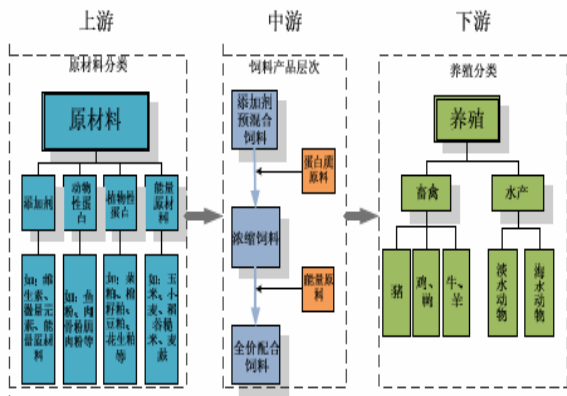 上游
中游
下游
原材料分类
饲料产品层次
养殖分类
原材料
添加剂
动物
性蛋
白
植物性
蛋白
能量
原材
料
如：维
生素、
微量元
素、能
量原材
料
如：鱼
粉、肉
骨粉肌
肉粉等
如：菜
粕、棉
籽粕、
豆粕、
花生粕
等
如：玉
米、小
麦、稻
谷糙
米、麦
麸
添加剂
预混合
饲料
蛋白质
原料
浓缩饲料
能量原
料
全价配合
饲料
养殖
畜禽
水产
猪
鸡、鸭
牛、羊
淡水动物
海水动物